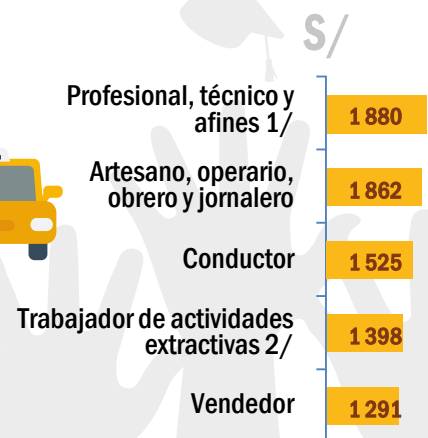 S/
Profesional, técnico y
afines 1/
1 880
Artesano, operario,
obrero y jornalero
1 862
Conductor
1 525
Trabajador de actividades
extractivas 2/
1 398
Vendedor
1 291